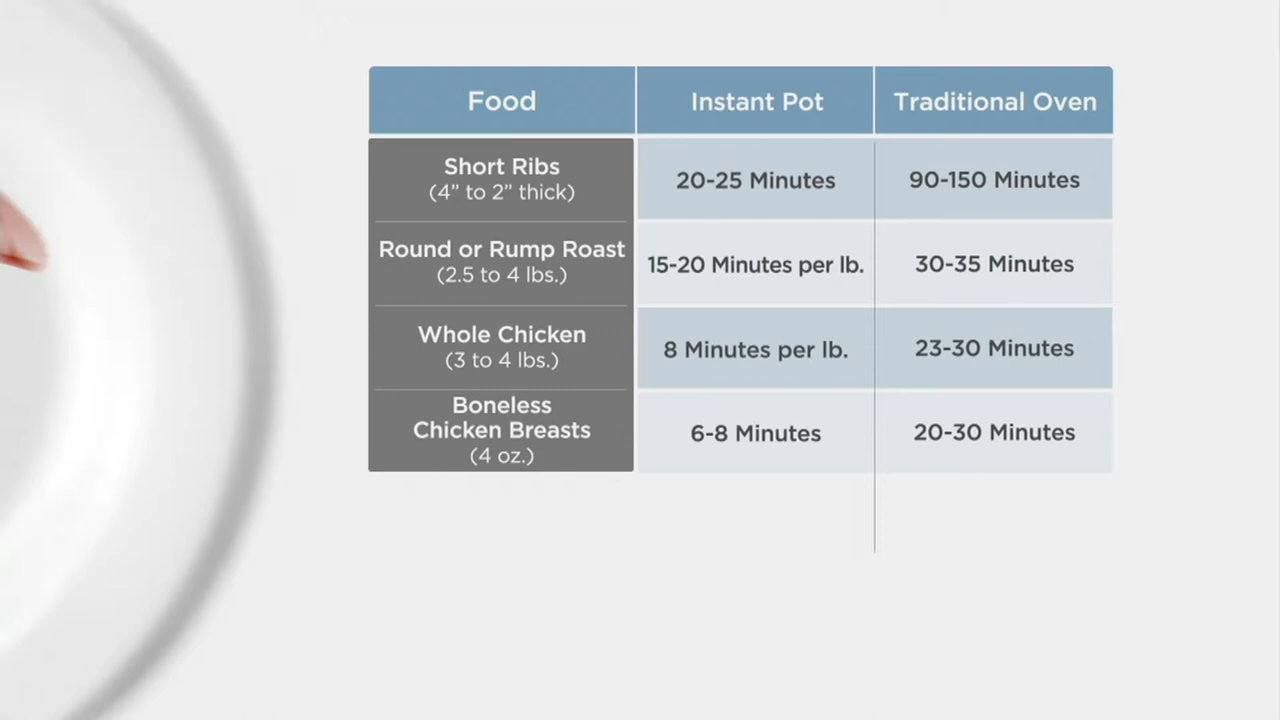 Food Instant Pot Traditional Oven
Short Ribs
(4” to 2” thick)
20-25 Minutes
90-150 Minutes
Round or Rump Roast
(2.5 to 4 lbs.)
15-20 Minutes per lb.
30-35 Minutes
Whole Chicken
(3 to 4 lbs.)
8 Minutes per lb.
23-30 Minutes
Boneless
Chicken Breasts
(4 oz.)
6-8 Minutes
20-30 Minutes